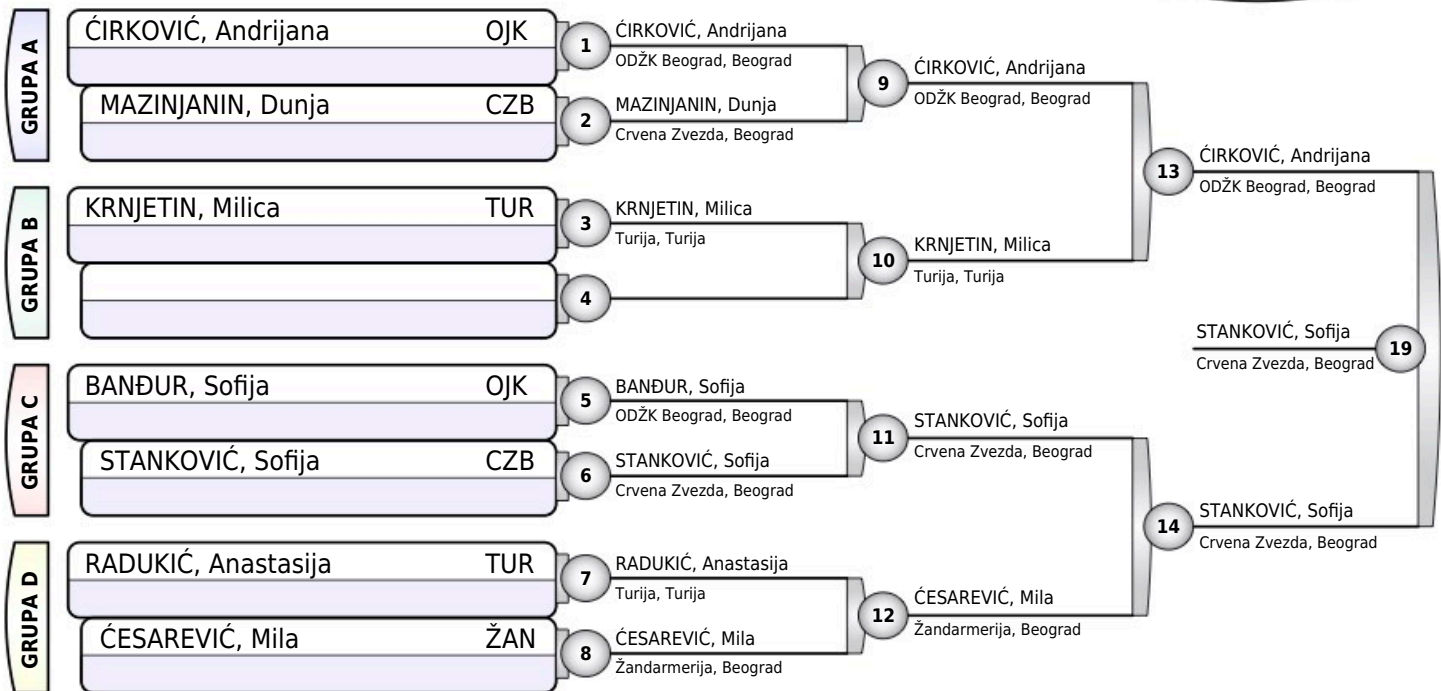 GRUPA A
ĆIRKOVIĆ, Andrijana OJK
MAZINJANIN, Dunja CZB
GRUPA B
KRNJETIN, Milica TUR
GRUPA C
BANĐUR, Sofija OJK
STANKOVIĆ, Sofija CZB
GRUPA D
RADUKIĆ, Anastasija TUR
ĆESAREVIĆ, Mila ŽAN
1
ĆIRKOVIĆ, Andrijana
ODŽK Beograd, Beograd
2
MAZINJANIN, Dunja
Crvena Zvezda, Beograd
3
KRNJETIN, Milica
Turija, Turija
4
5
BANĐUR, Sofija
ODŽK Beograd, Beograd
6
STANKOVIĆ, Sofija
Crvena Zvezda, Beograd
7
RADUKIĆ, Anastasija
Turija, Turija
8
ĆESAREVIĆ, Mila
Žandarmerija, Beograd
9
ĆIRKOVIĆ, Andrijana
ODŽK Beograd, Beograd
10
KRNJETIN, Milica
Turija, Turija
11
STANKOVIĆ, Sofija
Crvena Zvezda, Beograd
12
ĆESAREVIĆ, Mila
Žandarmerija, Beograd
13
ĆIRKOVIĆ, Andrijana
ODŽK Beograd, Beograd
14
STANKOVIĆ, Sofija
Crvena Zvezda, Beograd
STANKOVIĆ, Sofija
Crvena Zvezda, Beograd
19